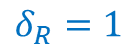 δ_R = 1